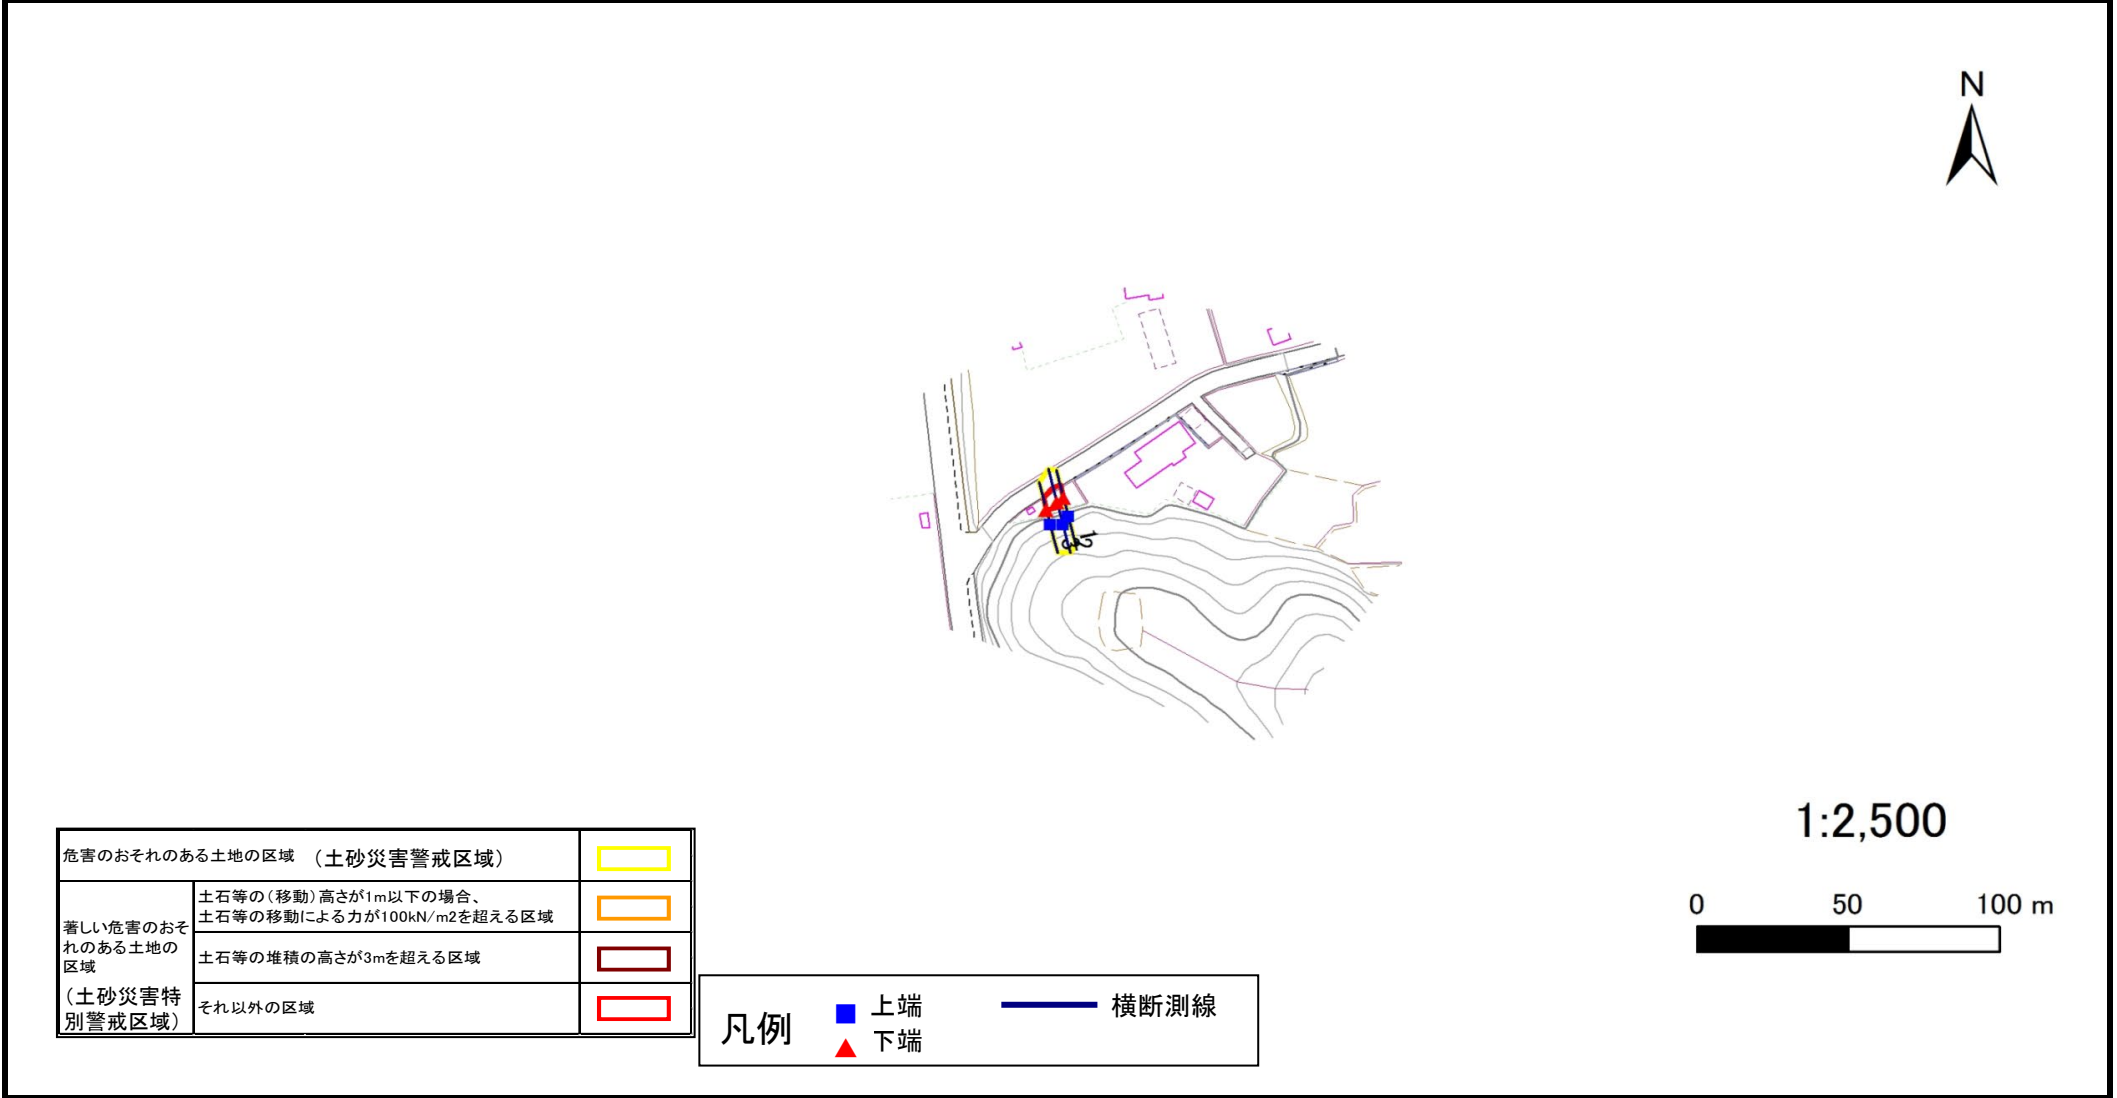 N
1:2,500
0 50 100 m
危害のおそれのある土地の区域 (土砂災害警戒区域)
著しい危害のおそ
れのある土地の
区域
(土砂災害特
別警戒区域)
土石等の(移動)高さが1m以下の場合、
土石等の移動による力が100kN/m2を超える区域
土石等の堆積の高さが3mを超える区域
それ以外の区域
凡例
上端
下端
横断測線